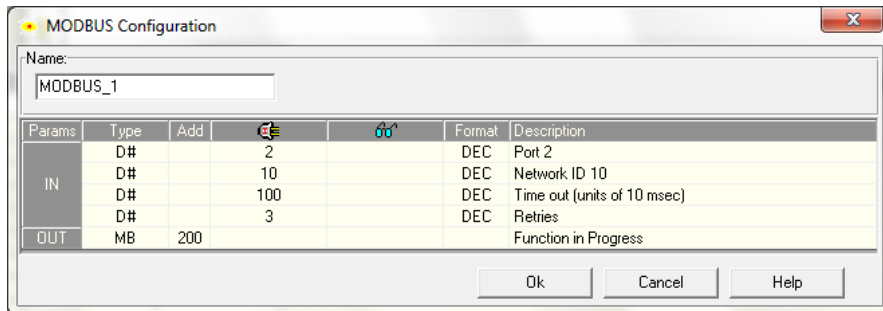 MODBUS Configuration
Name:
MODBUS_1
Params Type Add Format Description
IN
D# 2 DEC Port 2
D# 10 DEC Network ID 10
D# 100 DEC Time out (units of 10 msec)
D# 3 DEC Retries
OUT MB 200 Function in Progress
Ok Cancel Help